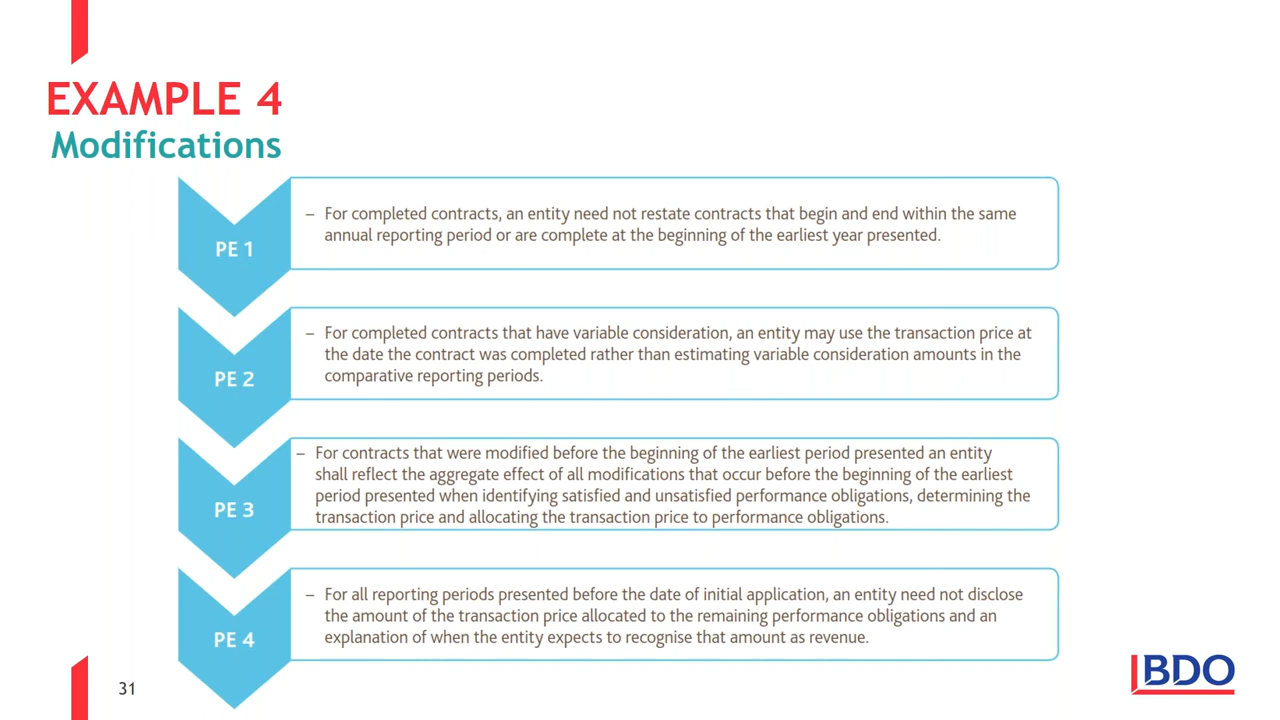 EXAMPLE 4
Modifications
PE 1
– For completed contracts, an entity need not restate contracts that begin and end within the same
annual reporting period or are complete at the beginning of the earliest year presented.
PE 2
– For completed contracts that have variable consideration, an entity may use the transaction price at
the date the contract was completed rather than estimating variable consideration amounts in the
comparative reporting periods.
PE 3
– For contracts that were modified before the beginning of the earliest period presented an entity
shall reflect the aggregate effect of all modifications that occur before the beginning of the earliest
period presented when identifying satisfied and unsatisfied performance obligations, determining the
transaction price and allocating the transaction price to performance obligations.
PE 4
– For all reporting periods presented before the date of initial application, an entity need not disclose
the amount of the transaction price allocated to the remaining performance obligations and an
explanation of when the entity expects to recognise that amount as revenue.
31
BDO